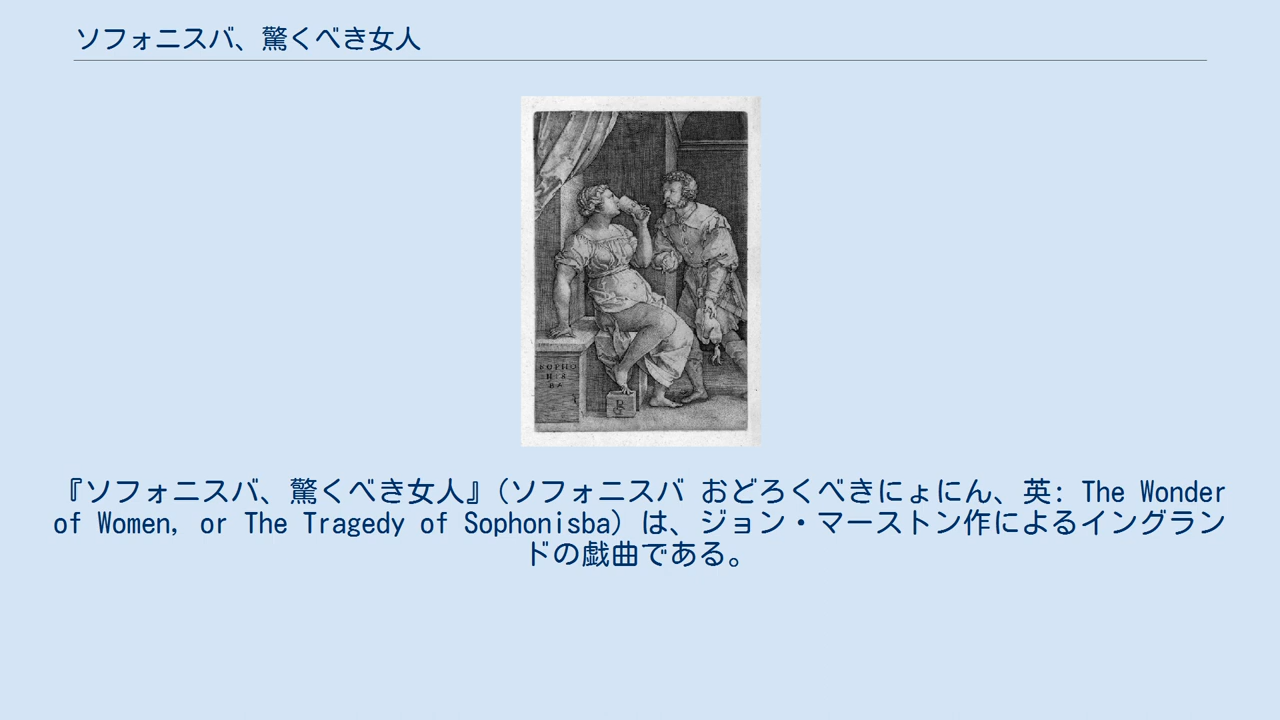 ソフォニスバ、驚くべき女人
SOPHO
NIS
BA
『ソフォニスバ、驚くべき女人』（ソフォニスバ おどろくべきにょにん、英: The Wonder
of Women, or The Tragedy of Sophonisba）は、ジョン・マーストン作によるイングラン
ドの戯曲である。